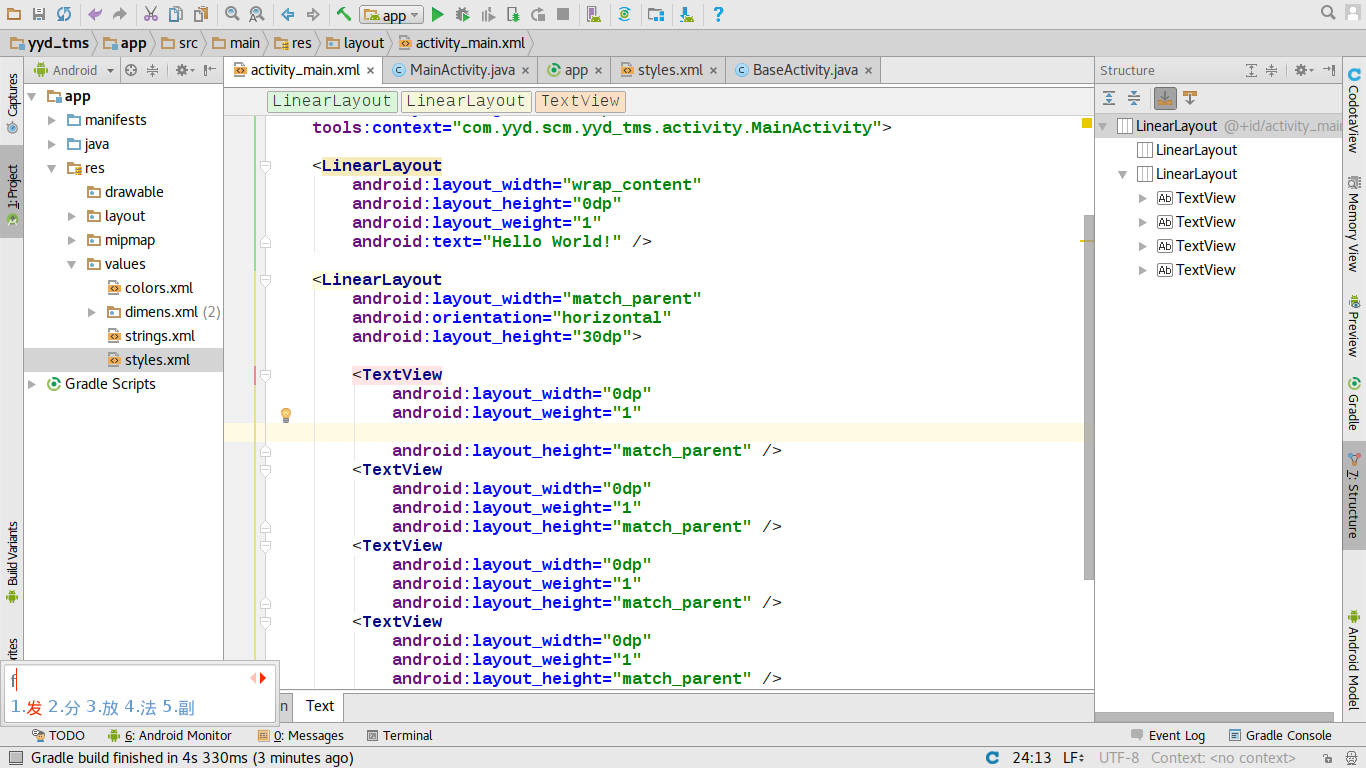 app
yyd_tms app src main res layout activity_main.xml
Captures
1: Project
Build Variants
Android
app
manifests
java
res
drawable
layout
mipmap
values
colors.xml
dimens.xml (2)
strings.xml
styles.xml
Gradle Scripts
activity_main.xml MainActivity.java app styles.xml BaseActivity.java
LinearLayout LinearLayout TextView
tools:context="com.yyd.scm.yyd_tms.activity.MainActivity">
<LinearLayout
android:layout_width="wrap_content"
android:layout_height="0dp"
android:layout_weight="1"
android:text="Hello World!" />
<LinearLayout
android:layout_width="match_parent"
android:orientation="horizontal"
android:layout_height="30dp">
<TextView
android:layout_width="0dp"
android:layout_weight="1"
android:layout_height="match_parent" />
<TextView
android:layout_width="0dp"
android:layout_weight="1"
android:layout_height="match_parent" />
<TextView
android:layout_width="0dp"
android:layout_weight="1"
android:layout_height="match_parent" />
<TextView
android:layout_width="0dp"
android:layout_weight="1"
android:layout_height="match_parent" />
Text
Structure
LinearLayout @+id/activity_mai
LinearLayout
LinearLayout
TextView
TextView
TextView
TextView
CodotaView
Memory View
Preview
Gradle
7: Structure
Android Model
f
1.发 2.分 3.放 4.法 5.副
TODO 6: Android Monitor 0: Messages Terminal Event Log Gradle Console
Gradle build finished in 4s 330ms (3 minutes ago) 24:13 LF UTF-8 Context: <no context>